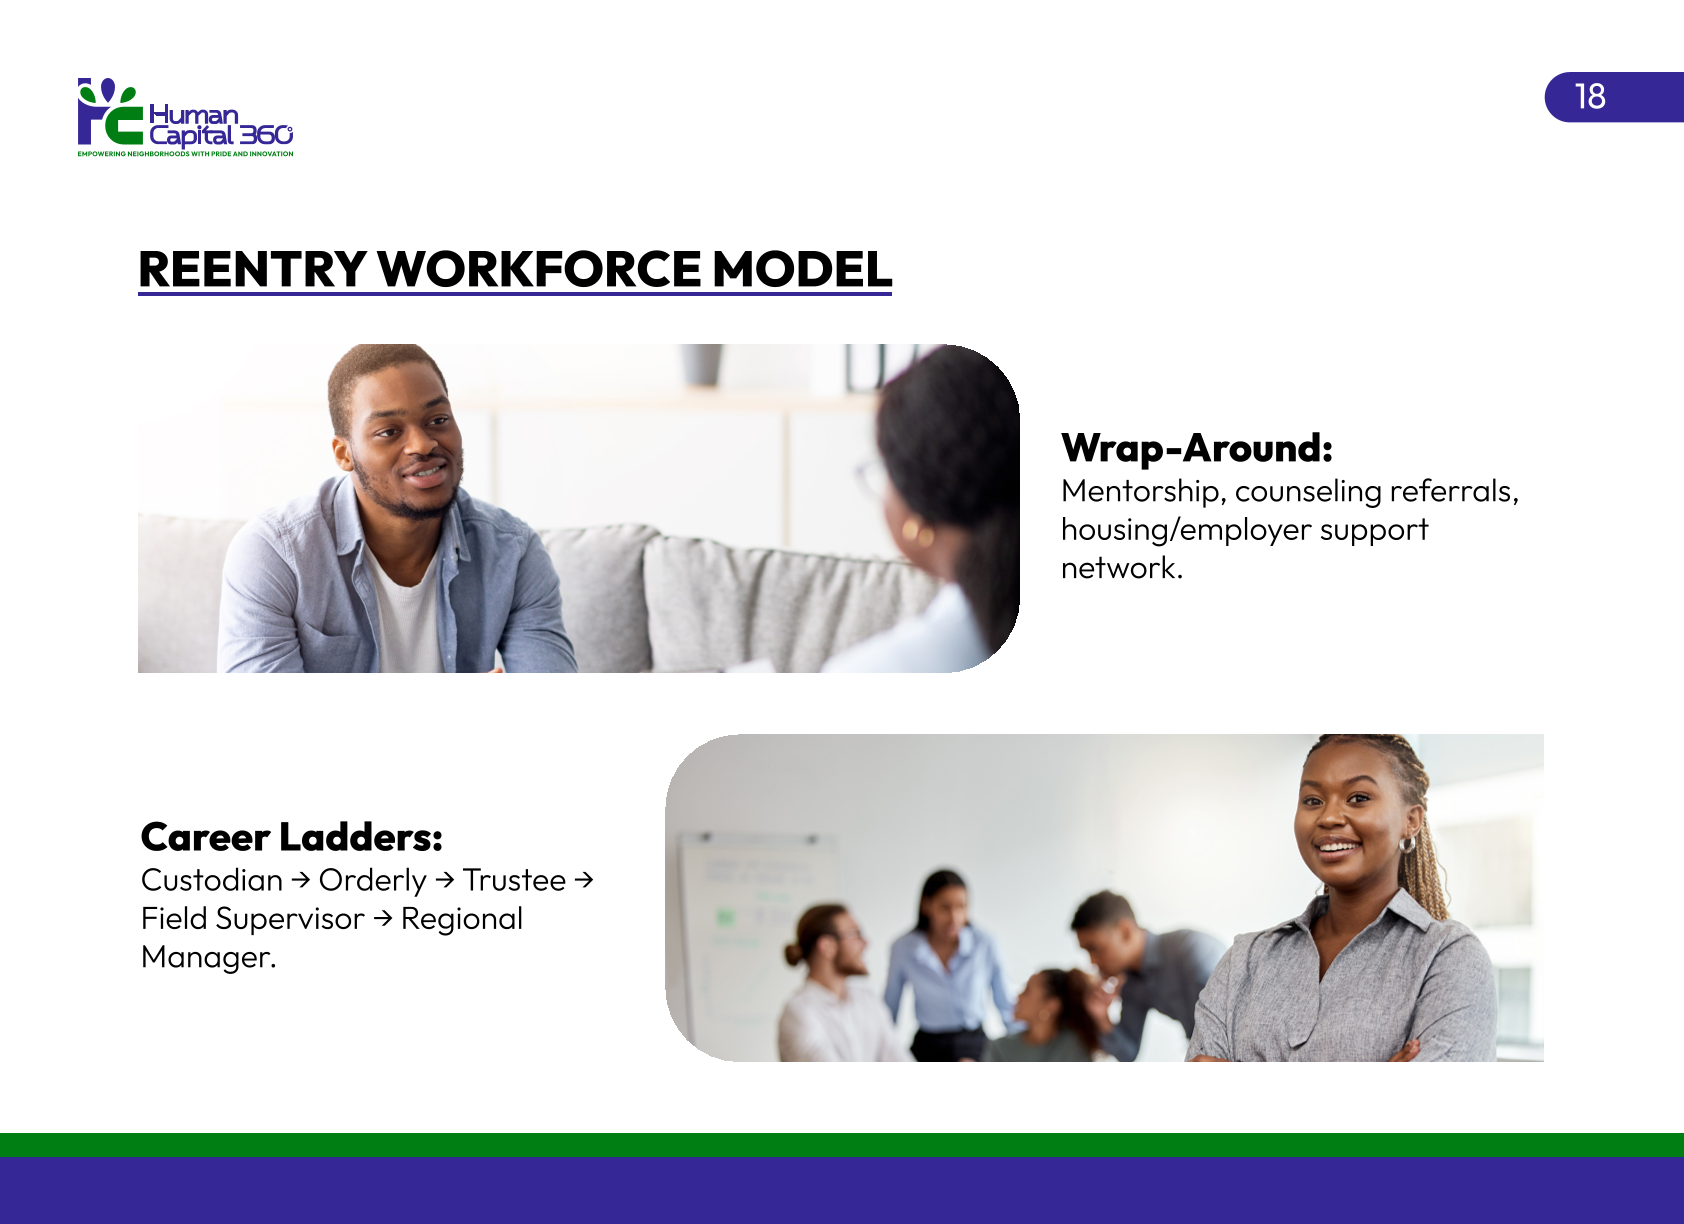 Human
Capital 360°
EMPOWERING NEIGHBORHOODS WITH PRIDE AND INNOVATION
18
REENTRY WORKFORCE MODEL
Wrap-Around:
Mentorship, counseling referrals,
housing/employer support
network.
Career Ladders:
Custodian → Orderly → Trustee →
Field Supervisor → Regional
Manager.